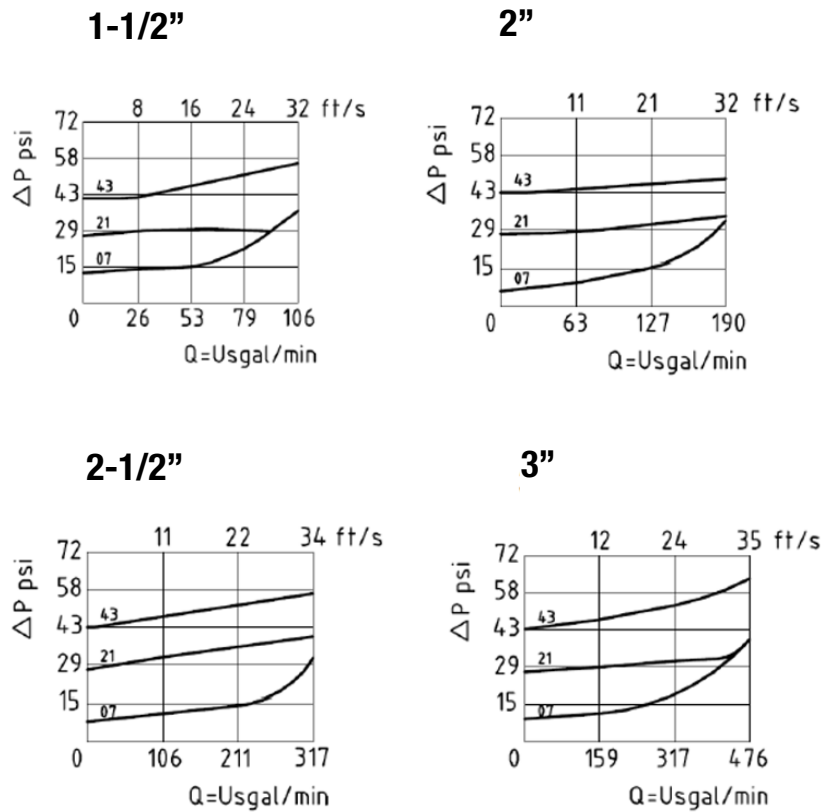 1-1/2”
2”
8 16 24 32 ft/s
72
58
43
29
15
0 26 53 79 106
△P psi
43
21
07
Q=Usgal/min
11 21 32 ft/s
72
58
43
29
15
0 63 127 190
△P psi
43
21
07
Q=Usgal/min
2-1/2”
3”
11 22 34 ft/s
72
58
43
29
15
0 106 211 317
△P psi
43
21
07
Q=Usgal/min
12 24 35 ft/s
72
58
43
29
15
0 159 317 476
△P psi
43
21
07
Q=Usgal/min